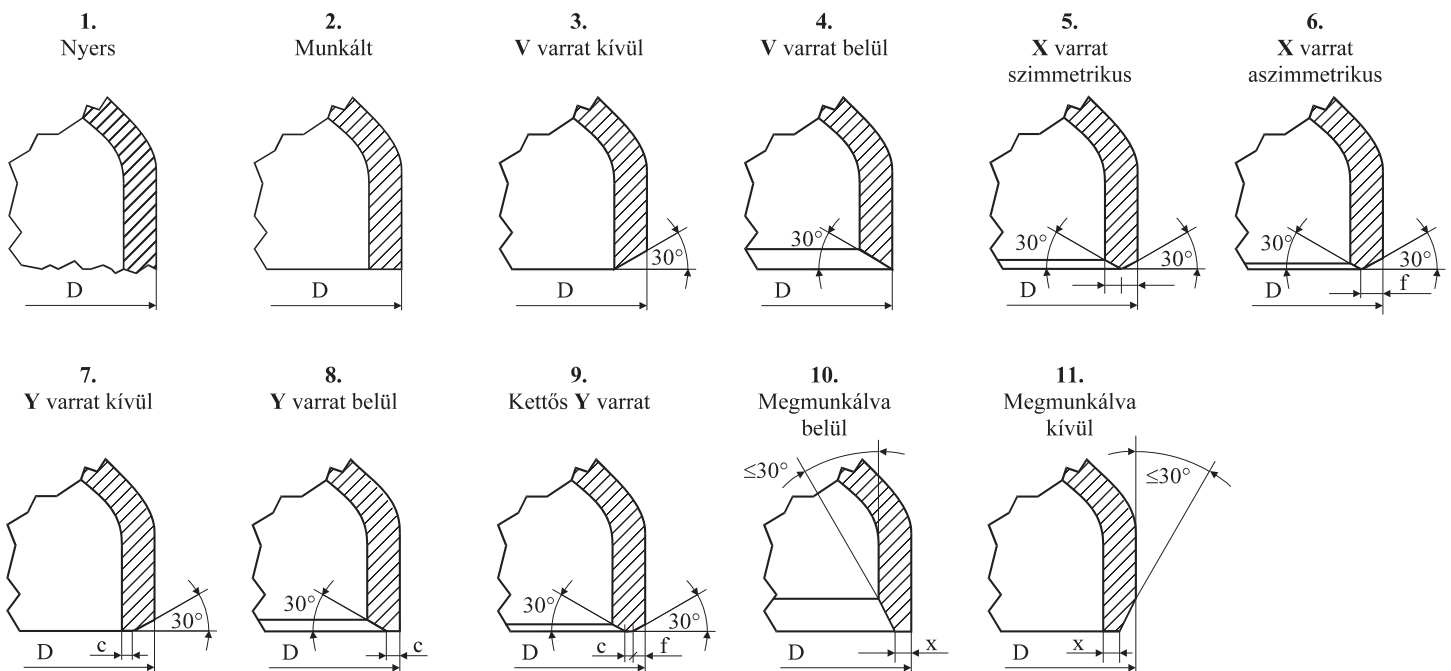 1.
Nyers
2.
Munkált
3.
V varrat kívül
4.
V varrat belül
5.
X varrat
szimmetrikus
6.
X varrat
aszimmetrikus
D
D
30°
D
30°
D
30°
30°
D
30°
30°
D
f
7.
Y varrat kívül
8.
Y varrat belül
9.
Kettős Y varrat
10.
Megmunkálva
belül
11.
Megmunkálva
kívül
30°
c
D
30°
c
D
30°
30°
c
f
D
≤30°
x
D
≤30°
x
D